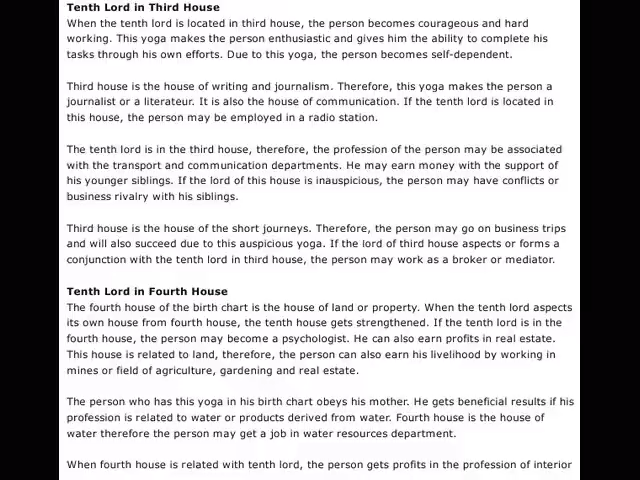 Tenth Lord in Third House
When the tenth lord is located in third house, the person becomes courageous and hard
working. This yoga makes the person enthusiastic and gives him the ability to complete his
tasks through his own efforts. Due to this yoga, the person becomes self-dependent.
Third house is the house of writing and journalism. Therefore, this yoga makes the person a
journalist or a literateur. It is also the house of communication. If the tenth lord is located in
this house, the person may be employed in a radio station.
The tenth lord is in the third house, therefore, the profession of the person may be associated
with the transport and communication departments. He may earn money with the support of
his younger siblings. If the lord of this house is inauspicious, the person may have conflicts or
business rivalry with his siblings.
Third house is the house of the short journeys. Therefore, the person may go on business trips
and will also succeed due to this auspicious yoga. If the lord of third house aspects or forms a
conjunction with the tenth lord in third house, the person may work as a broker or mediator.
Tenth Lord in Fourth House
The fourth house of the birth chart is the house of land or property. When the tenth lord aspects
its own house from fourth house, the tenth house gets strengthened. If the tenth lord is in the
fourth house, the person may become a psychologist. He can also earn profits in real estate.
This house is related to land, therefore, the person can also earn his livelihood by working in
mines or field of agriculture, gardening and real estate.
The person who has this yoga in his birth chart obeys his mother. He gets beneficial results if his
profession is related to water or products derived from water. Fourth house is the house of
water therefore the person may get a job in water resources department.
When fourth house is related with tenth lord, the person gets profits in the profession of interior